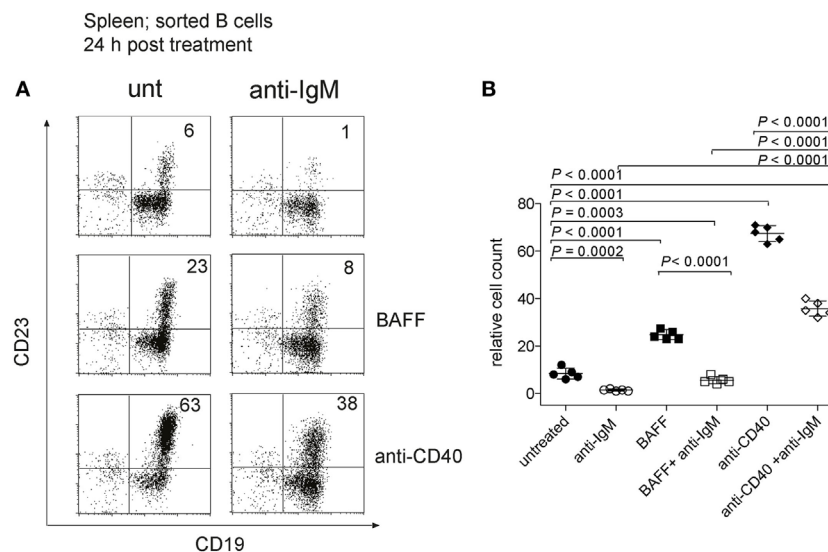 Spleen; sorted B cells
24 h post treatment
A
unt
anti-IgM
6
1
23
8
BAFF
63
38
anti-CD40
CD23
CD19
B
P < 0.0001
P < 0.0001
P < 0.0001
P < 0.0001
P < 0.0001
P = 0.0003
P < 0.0001
P = 0.0002
P < 0.0001
relative cell count
80
60
40
20
0
untreated
anti-IgM
BAFF
BAFF+ anti-IgM
anti-CD40
anti-CD40 +anti-IgM